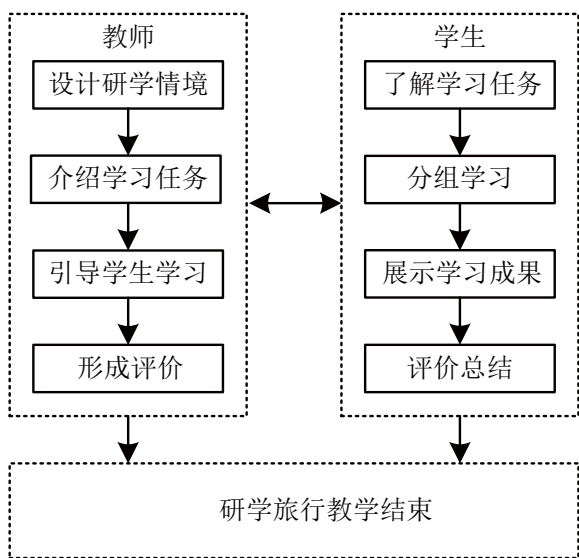 教师
设计研学情境
介绍学习任务
引导学生学习
形成评价
学生
了解学习任务
分组学习
展示学习成果
评价总结
研学旅行教学结束